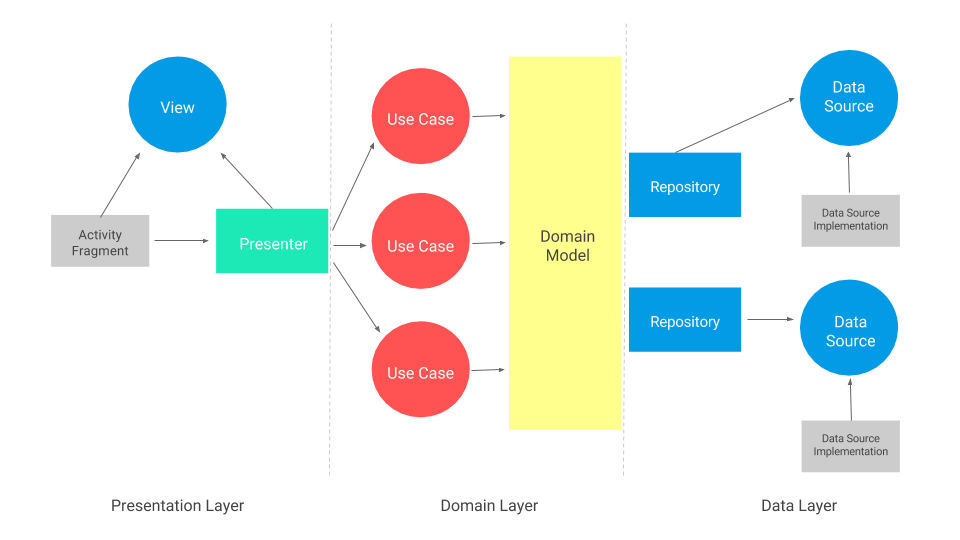 View
Activity
Fragment
Presenter
Use Case
Use Case
Use Case
Domain
Model
Repository
Data
Source
Data Source
Implementation
Repository
Data
Source
Data Source
Implementation
Presentation Layer
Domain Layer
Data Layer